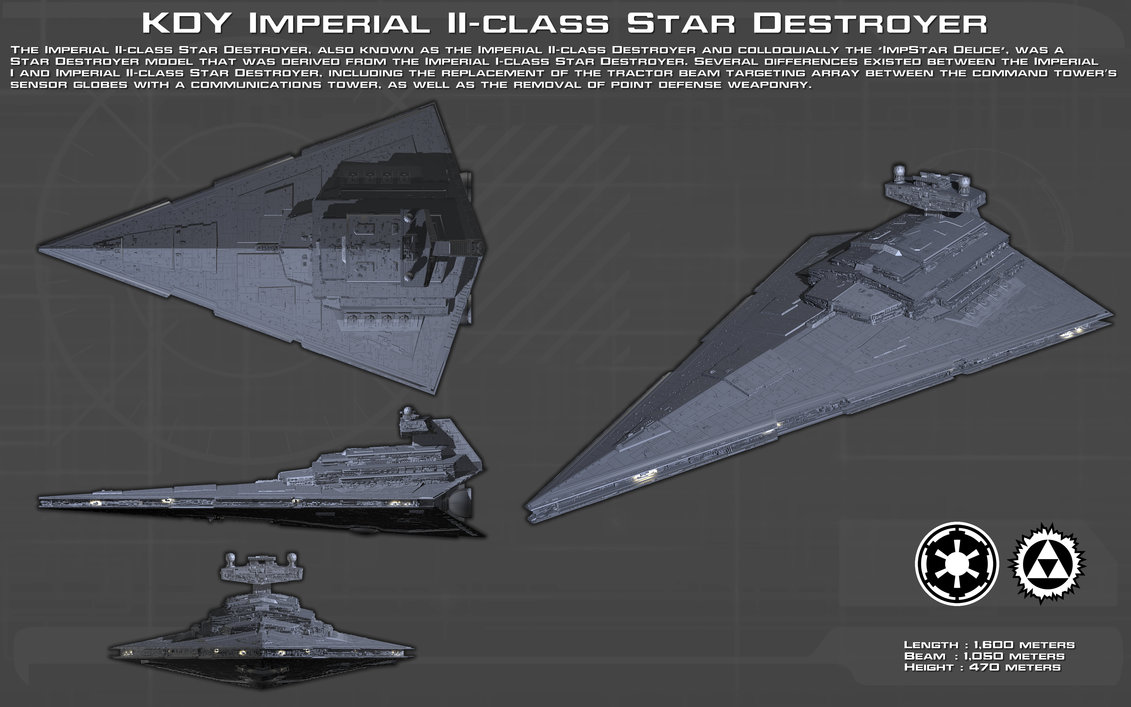 KDY Imperial II-class Star Destroyer
The Imperial II-class Star Destroyer, also known as the Imperial II-class Destroyer and colloquially the 'ImpStar Deuce', was a
Star Destroyer model that was derived from the Imperial I-class Star Destroyer. Several differences existed between the Imperial
I and Imperial II-class Star Destroyer, including the replacement of the tractor beam targeting array between the command tower's
sensor globes with a communications tower, as well as the removal of point defense weaponry.
Length : 1,600 meters
Beam : 1,050 meters
Height : 470 meters